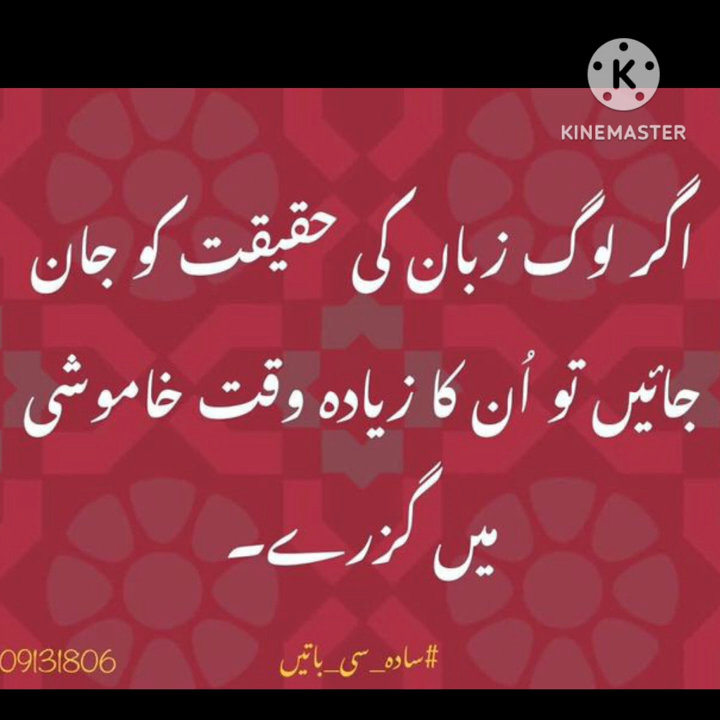 KINEMASTER
اگر لوگ زبان کی حقیقت کو جان
جائیں تو اُن کا زیادہ وقت خاموشی
میں گزرے۔
#سادہ_سی_باتیں
09131806